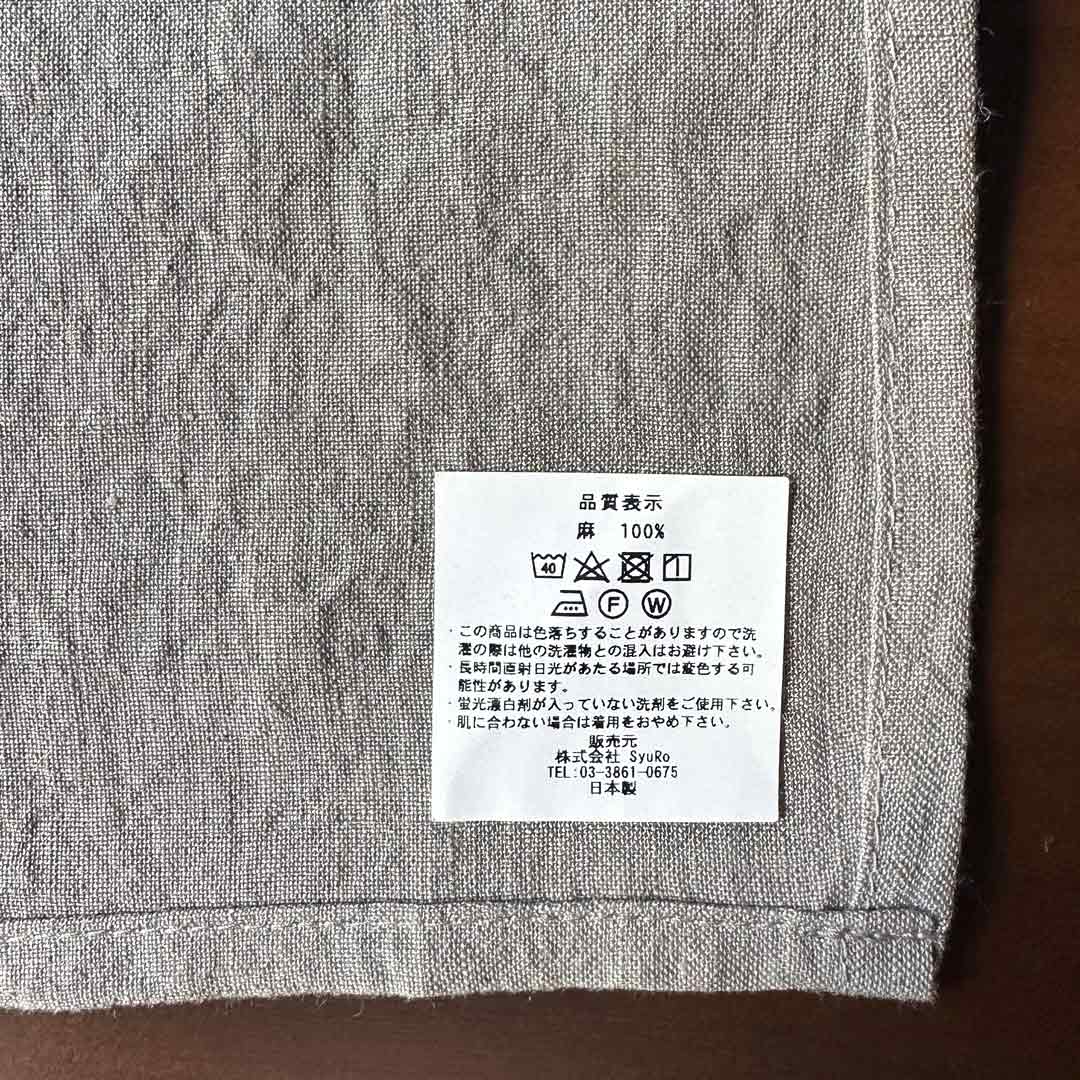 品質表示
麻 100%
40
F W
・この商品は色落ちすることがありますので洗
濯の際は他の洗濯物との混入はお避け下さい。
・長時間直射日光があたる場所では変色する可
能性があります。
・蛍光漂白剤が入っていない洗剤をご使用下さい。
・肌に合わない場合は着用をおやめ下さい。
販売元
株式会社 SyuRo
TEL:03-3861-0675
日本製